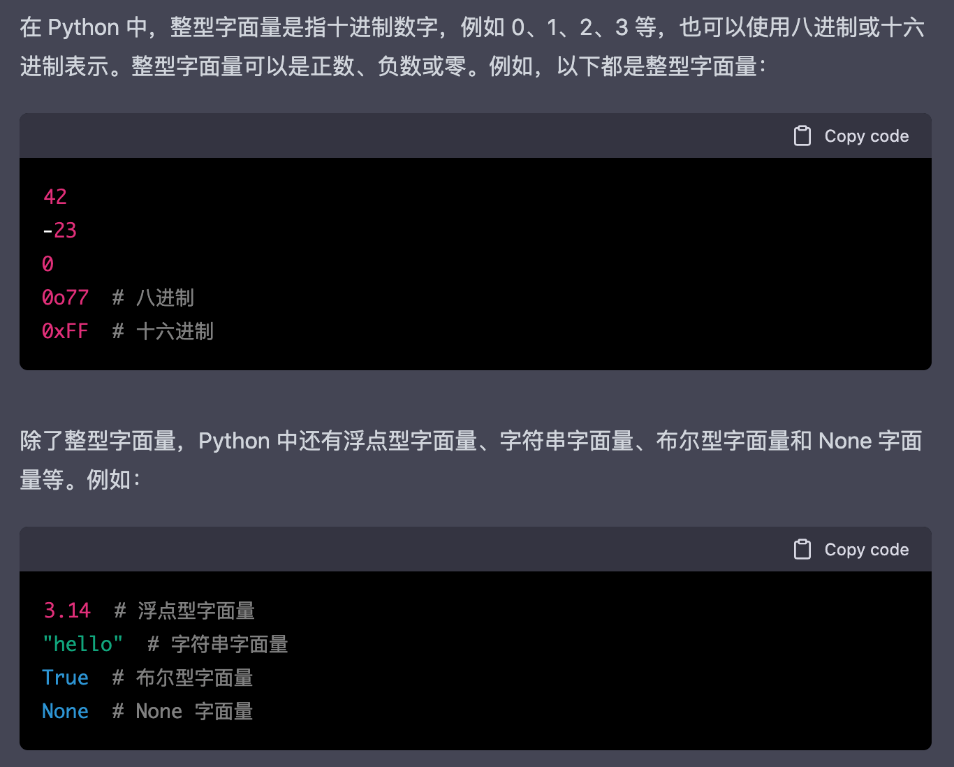 在 Python 中，整型字面量是指十进制数字，例如 0、1、2、3 等，也可以使用八进制或十六
进制表示。整型字面量可以是正数、负数或零。例如，以下都是整型字面量：
Copy code
42
-23
0
0o77  # 八进制
0xFF  # 十六进制
除了整型字面量，Python 中还有浮点型字面量、字符串字面量、布尔型字面量和 None 字面
量等。例如：
Copy code
3.14  # 浮点型字面量
"hello"  # 字符串字面量
True  # 布尔型字面量
None  # None 字面量